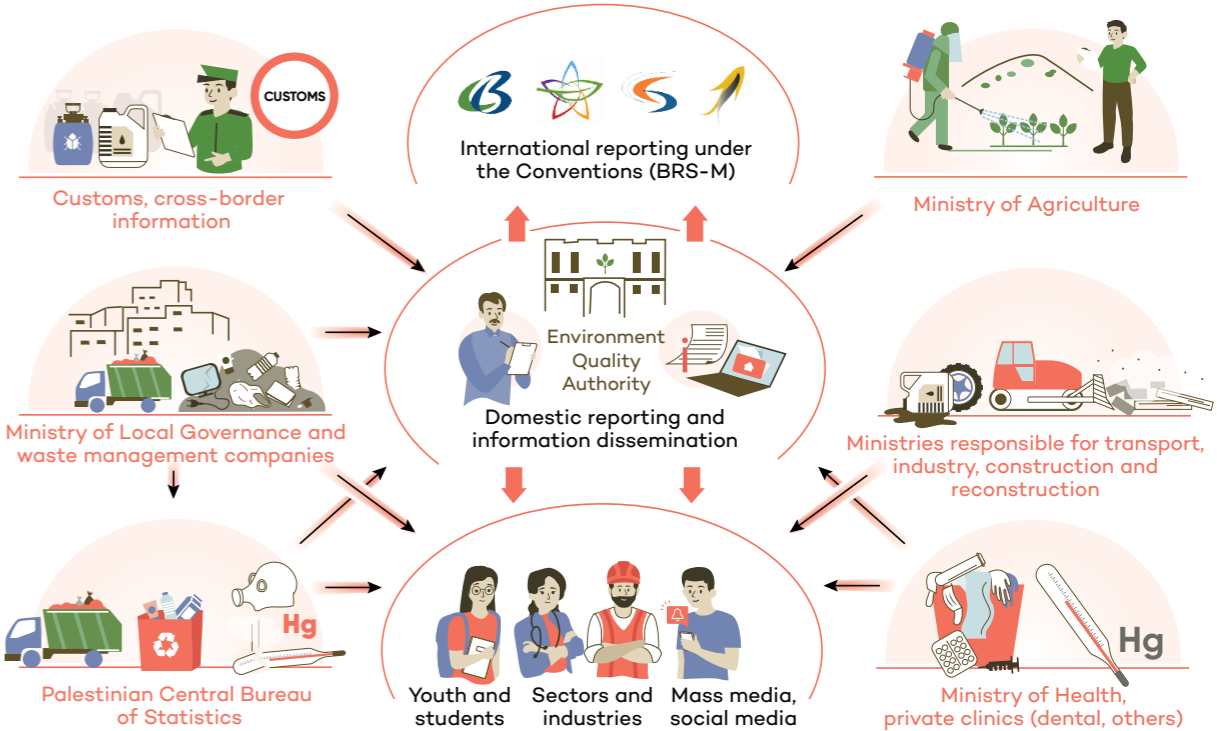 CUSTOMS
Customs, cross-border
information
International reporting under
the Conventions (BRS-M)
Ministry of Agriculture
Ministry of Local Governance and
waste management companies
Environment
Quality
Authority
Domestic reporting and
information dissemination
Ministries responsible for transport,
industry, construction and
reconstruction
Hg
Palestinian Central Bureau
of Statistics
Youth and
students
Sectors and
industries
Mass media,
social media
Hg
Ministry of Health,
private clinics (dental, others)